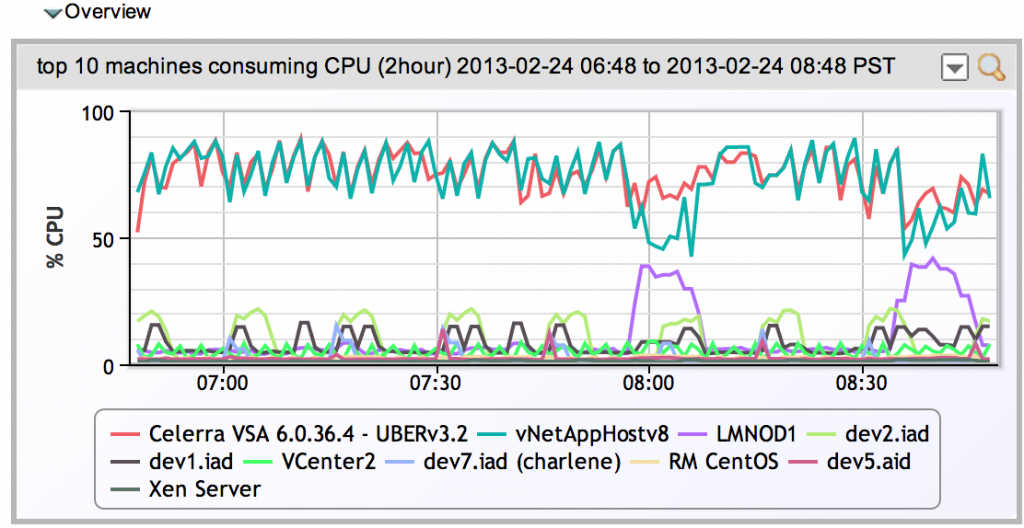 Overview
top 10 machines consuming CPU (2hour) 2013-02-24 06:48 to 2013-02-24 08:48 PST
100
50
0
% CPU
07:00 07:30 08:00 08:30
Celerra VSA 6.0.36.4 - UBERv3.2 vNetAppHostv8 LMNOD1 dev2.iad
dev1.iad VCenter2 dev7.iad (charlene) RM CentOS dev5.aid
Xen Server